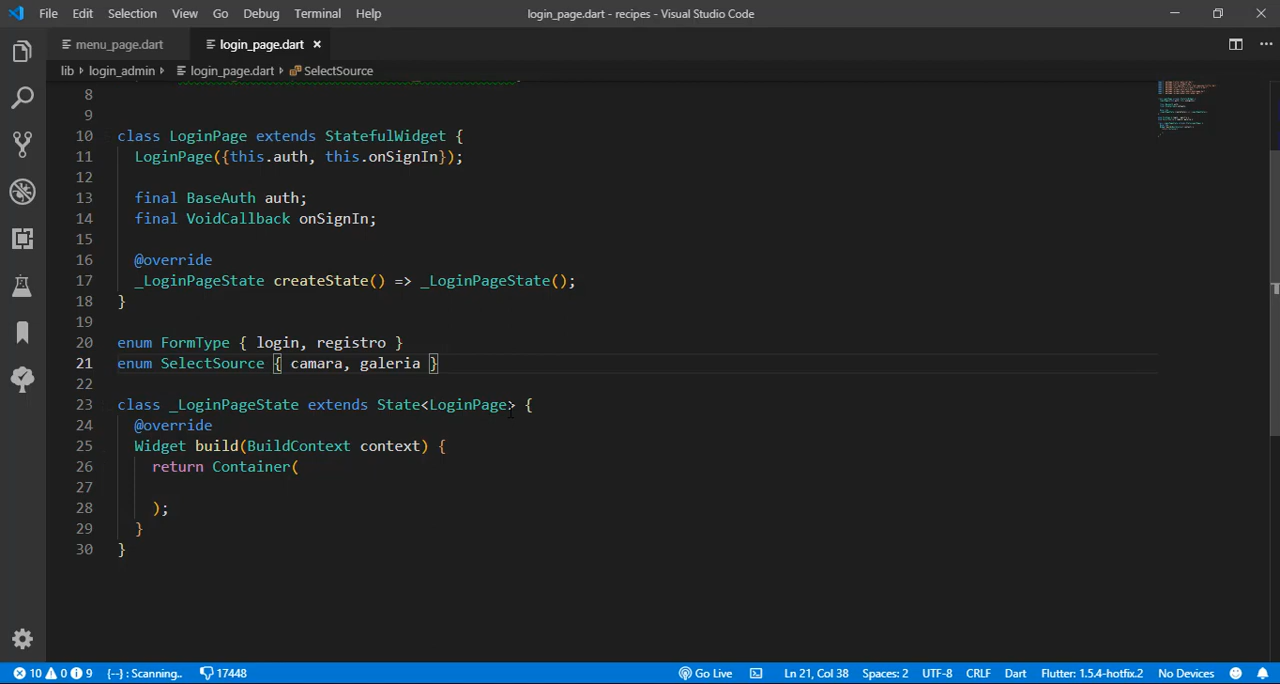 File Edit Selection View Go Debug Terminal Help login_page.dart - recipes - Visual Studio Code
menu_page.dart login_page.dart
lib login_admin login_page.dart SelectSource
8
9
10 class LoginPage extends StatefulWidget {
11 LoginPage({this.auth, this.onSignIn});
12
13 final BaseAuth auth;
14 final VoidCallback onSignIn;
15
16 @override
17 _LoginPageState createState() => _LoginPageState();
18 }
19
20 enum FormType { login, registro }
21 enum SelectSource { camara, galeria }
22
23 class _LoginPageState extends State<LoginPage> {
24 @override
25 Widget build(BuildContext context) {
26 return Container(
27
28 );
29 }
30 }
10 0 9 {--} : Scanning.. 17448 Go Live Ln 21, Col 38 Spaces: 2 UTF-8 CRLF Dart Flutter: 1.5.4-hotfix.2 No Devices